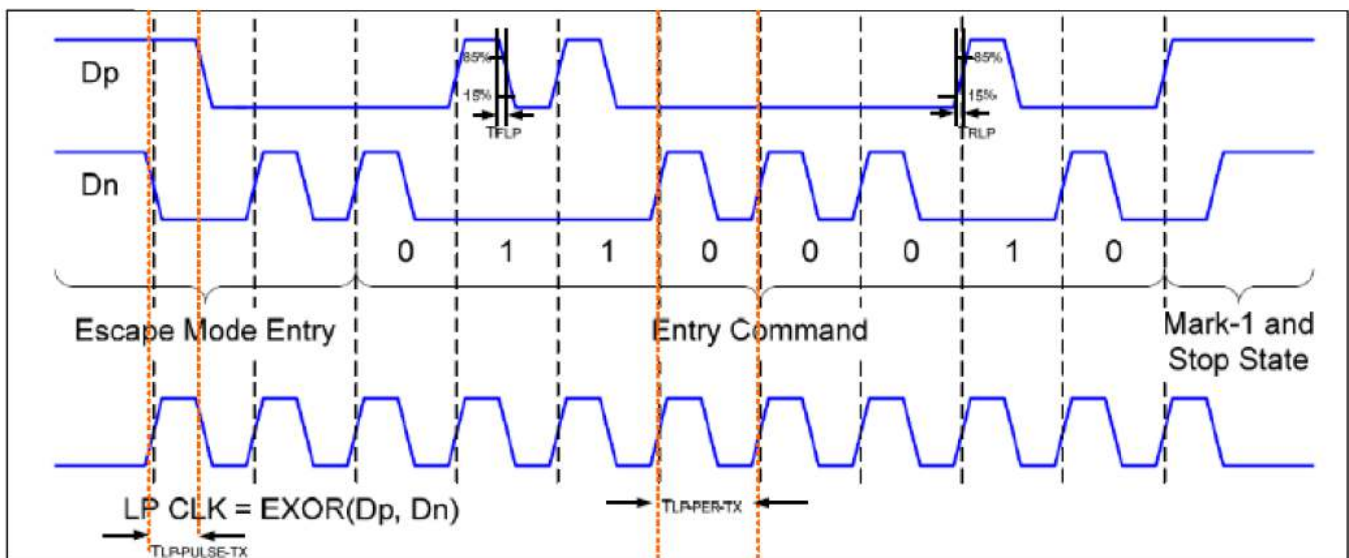 Dp
85%
15%
TFLP
85%
15%
TRLP
Dn
0 1 1 0 0 0 1 0
Escape Mode Entry
Entry Command
Mark-1 and
Stop State
LP CLK = EXOR(Dp, Dn)
TLP-PER-TX
TLP-PULSE-TX